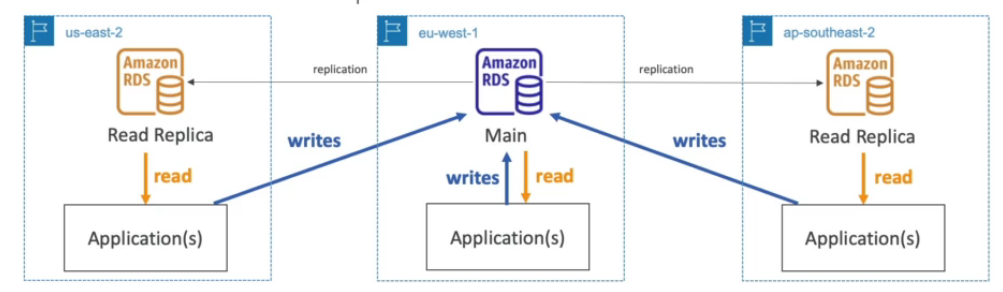 us-east-2
eu-west-1
ap-southeast-2
Amazon
RDS
replication
Amazon
RDS
replication
Amazon
RDS
Read Replica
Main
Read Replica
writes
writes
read
writes
read
read
Application(s)
Application(s)
Application(s)